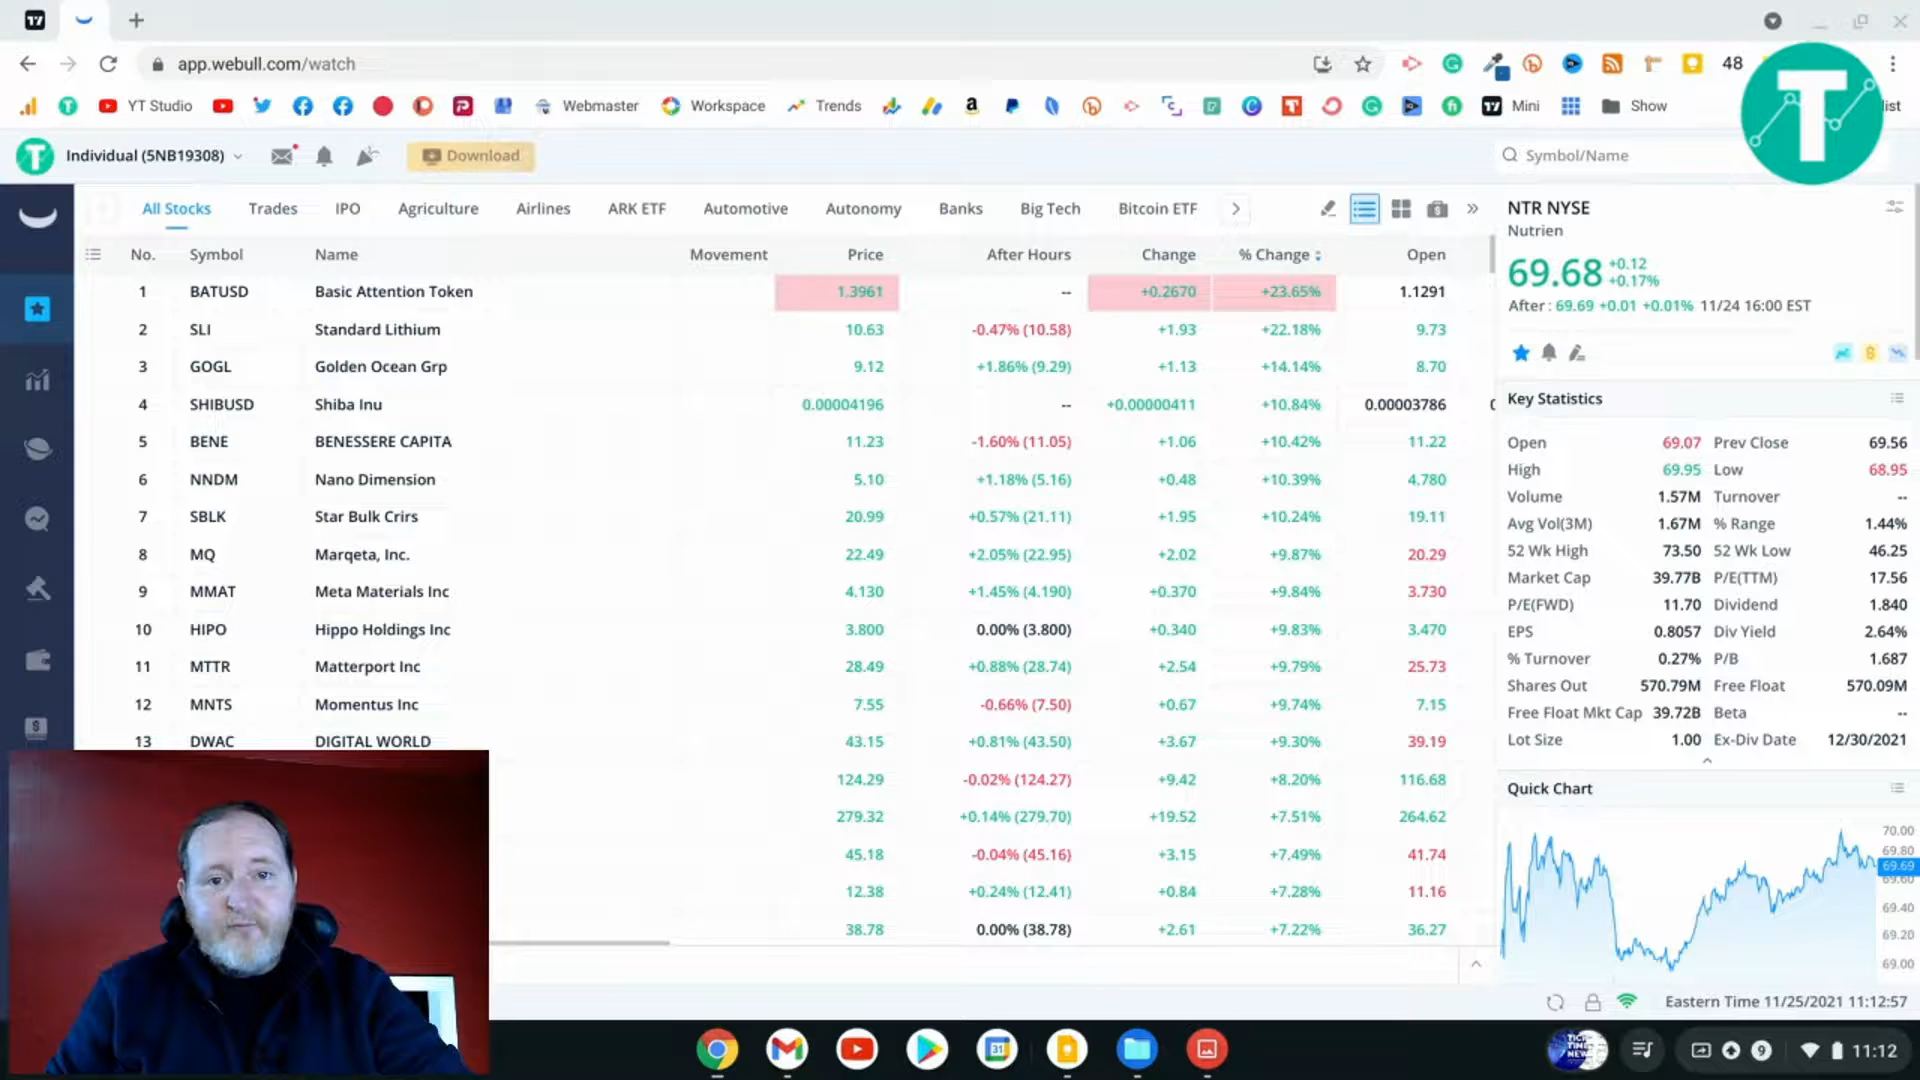 app.webull.com/watch
48
YT Studio Webmaster Workspace Trends Mini Show
Individual (5NB19308) Download Symbol/Name
All Stocks Trades IPO Agriculture Airlines ARK ETF Automotive Autonomy Banks Big Tech Bitcoin ETF
No. Symbol Name Movement Price After Hours Change % Change Open
1 BATUSD Basic Attention Token 1.3961 -- +0.2670 +23.65% 1.1291
2 SLI Standard Lithium 10.63 -0.47% (10.58) +1.93 +22.18% 9.73
3 GOGL Golden Ocean Grp 9.12 +1.86% (9.29) +1.13 +14.14% 8.70
4 SHIBUSD Shiba Inu 0.00004196 -- +0.00000411 +10.84% 0.00003786
5 BENE BENESSERE CAPITA 11.23 -1.60% (11.05) +1.06 +10.42% 11.22
6 NNDM Nano Dimension 5.10 +1.18% (5.16) +0.48 +10.39% 4.780
7 SBLK Star Bulk Crirs 20.99 +0.57% (21.11) +1.95 +10.24% 19.11
8 MQ Marqeta, Inc. 22.49 +2.05% (22.95) +2.02 +9.87% 20.29
9 MMAT Meta Materials Inc 4.130 +1.45% (4.190) +0.370 +9.84% 3.730
10 HIPO Hippo Holdings Inc 3.800 0.00% (3.800) +0.340 +9.83% 3.470
11 MTTR Matterport Inc 28.49 +0.88% (28.74) +2.54 +9.79% 25.73
12 MNTS Momentus Inc 7.55 -0.66% (7.50) +0.67 +9.74% 7.15
13 DWAC DIGITAL WORLD 43.15 +0.81% (43.50) +3.67 +9.30% 39.19
124.29 -0.02% (124.27) +9.42 +8.20% 116.68
279.32 +0.14% (279.70) +19.52 +7.51% 264.62
45.18 -0.04% (45.16) +3.15 +7.49% 41.74
12.38 +0.24% (12.41) +0.84 +7.28% 11.16
38.78 0.00% (38.78) +2.61 +7.22% 36.27
NTR NYSE
Nutrien
69.68 +0.12
+0.17%
After : 69.69 +0.01 +0.01% 11/24 16:00 EST
Key Statistics
Open 69.07 Prev Close 69.56
High 69.95 Low 68.95
Volume 1.57M Turnover --
Avg Vol(3M) 1.67M % Range 1.44%
52 Wk High 73.50 52 Wk Low 46.25
Market Cap 39.77B P/E(TTM) 17.56
P/E(FWD) 11.70 Dividend 1.840
EPS 0.8057 Div Yield 2.64%
% Turnover 0.27% P/B 1.687
Shares Out 570.79M Free Float 570.09M
Free Float Mkt Cap 39.72B Beta --
Lot Size 1.00 Ex-Div Date 12/30/2021
Quick Chart
70.00
69.80
69.69
69.60
69.40
69.20
69.00
Eastern Time 11/25/2021 11:12:57
31
9
11:12